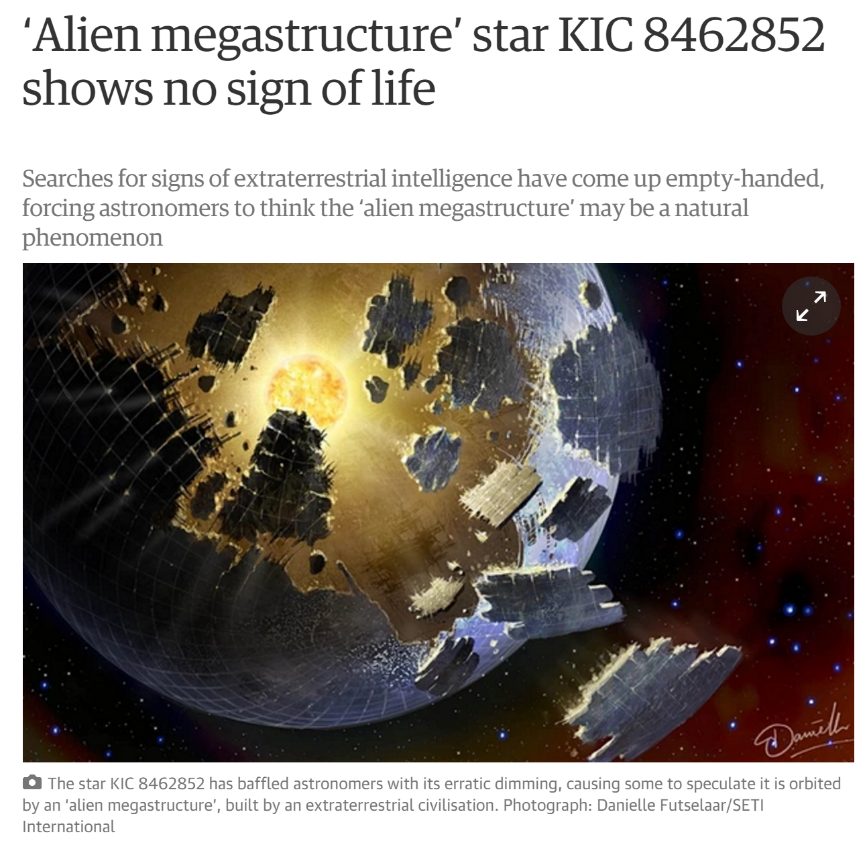 ‘Alien megastructure’ star KIC 8462852
shows no sign of life
Searches for signs of extraterrestrial intelligence have come up empty-handed,
forcing astronomers to think the ‘alien megastructure’ may be a natural
phenomenon
Danielle
The star KIC 8462852 has baffled astronomers with its erratic dimming, causing some to speculate it is orbited
by an ‘alien megastructure’, built by an extraterrestrial civilisation. Photograph: Danielle Futselaar/SETI
International